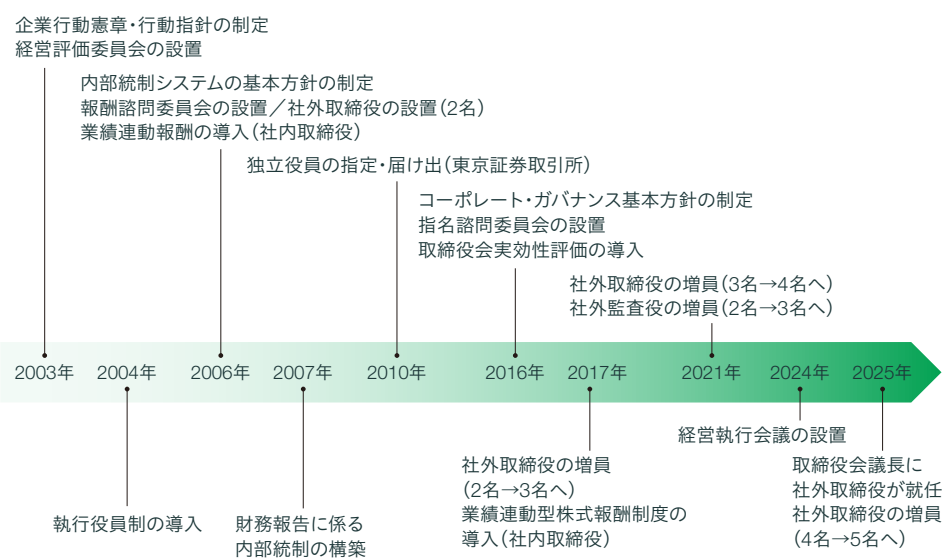 企業行動憲章・行動指針の制定
経営評価委員会の設置
内部統制システムの基本方針の制定
報酬諮問委員会の設置／社外取締役の設置（2名）
業績連動報酬の導入（社内取締役）
独立役員の指定・届け出（東京証券取引所）
コーポレート・ガバナンス基本方針の制定
指名諮問委員会の設置
取締役会実効性評価の導入
社外取締役の増員（3名→4名へ）
社外監査役の増員（2名→3名へ）
2003年 2004年 2006年 2007年 2010年 2016年 2017年 2021年 2024年 2025年
執行役員制の導入
財務報告に係る
内部統制の構築
社外取締役の増員
（2名→3名へ）
業績連動型株式報酬制度の
導入（社内取締役）
経営執行会議の設置
取締役会議長に
社外取締役が就任
社外取締役の増員
（4名→5名へ）